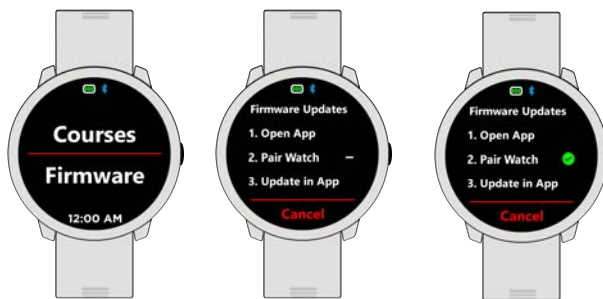 Courses
Firmware
12:00 AM
Firmware Updates
1. Open App
2. Pair Watch –
3. Update in App
Cancel
Firmware Updates
1. Open App
2. Pair Watch
3. Update in App
Cancel